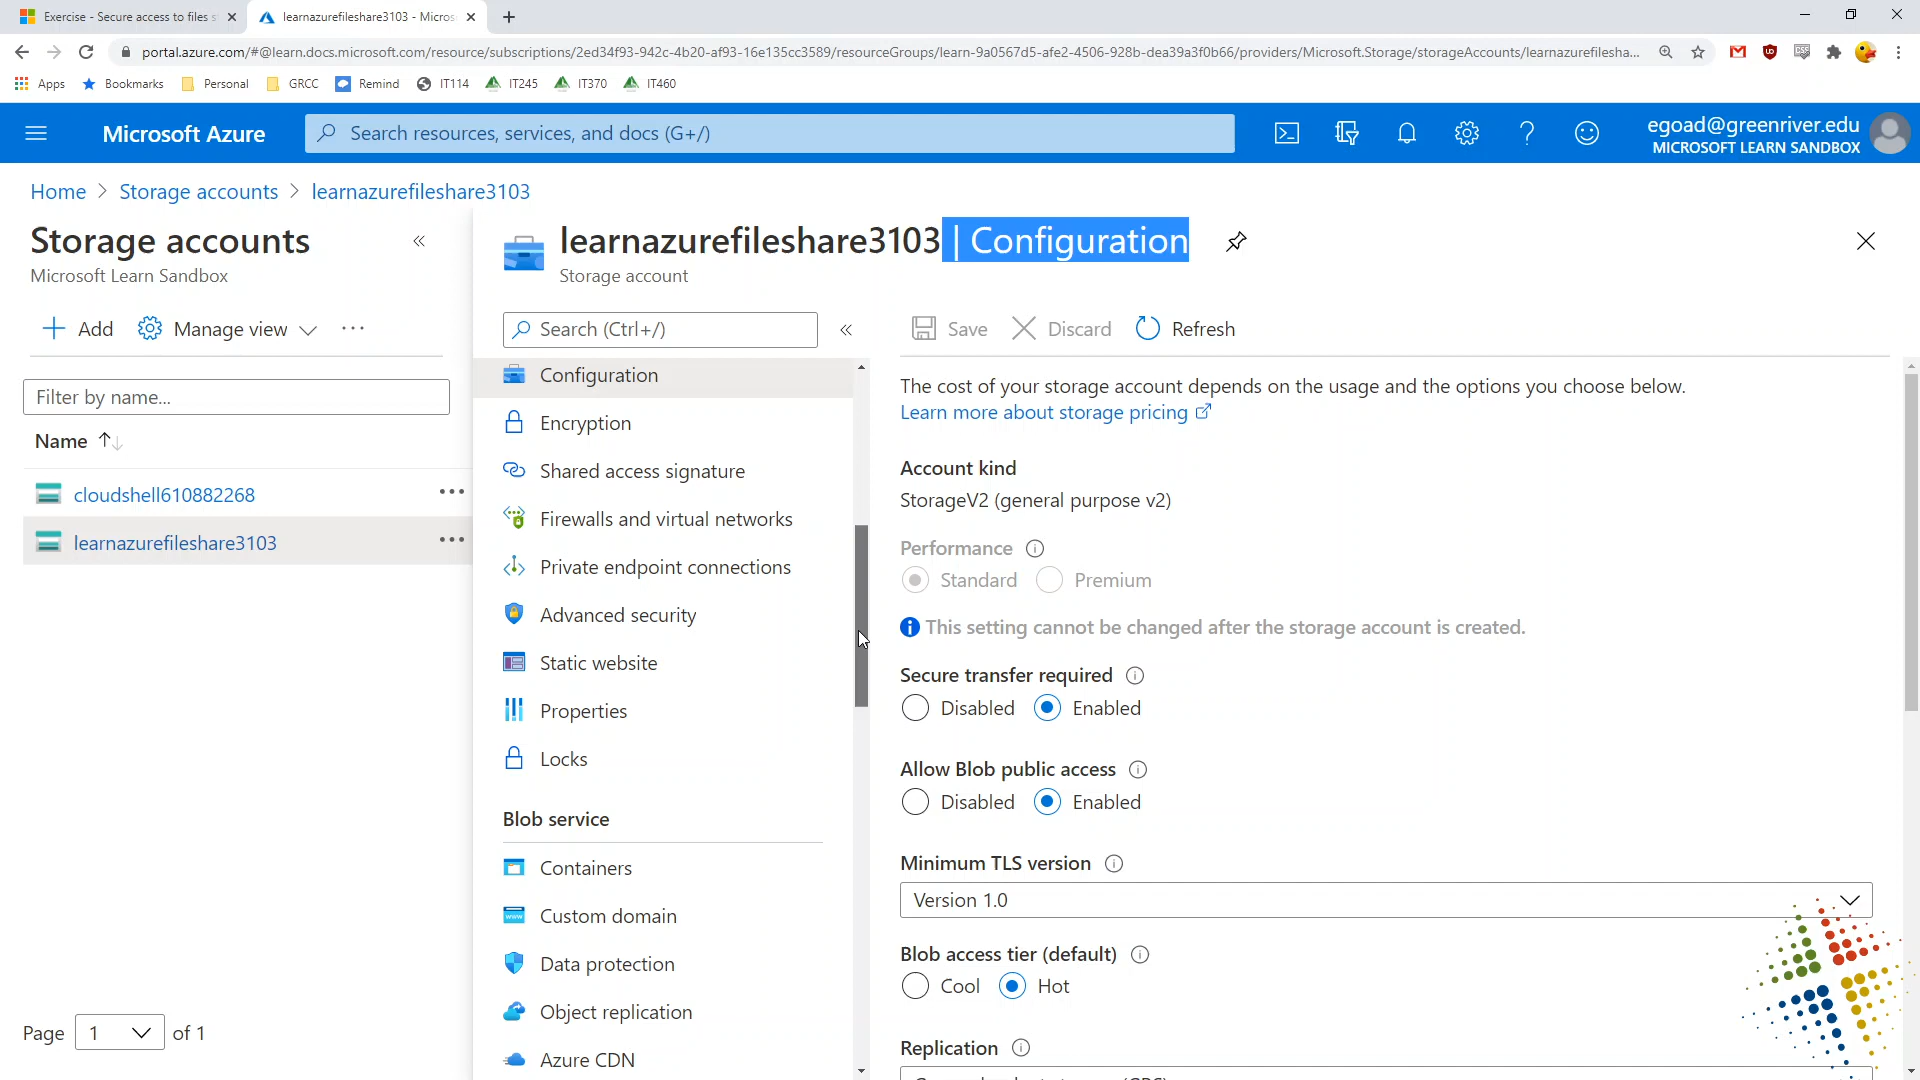 Exercise - Secure access to files s
learnazurefileshare3103 - Micros
portal.azure.com/#@learn.docs.microsoft.com/resource/subscriptions/2ed34f93-942c-4b20-af93-16e135cc3589/resourceGroups/learn-9a0567d5-afe2-4506-928b-dea39a3f0b66/providers/Microsoft.Storage/storageAccounts/learnazurefilesha...
Apps Bookmarks Personal GRCC Remind IT114 IT245 IT370 IT460
Microsoft Azure
Search resources, services, and docs (G+/)
egoad@greenriver.edu
MICROSOFT LEARN SANDBOX
Home > Storage accounts > learnazurefileshare3103
Storage accounts
Microsoft Learn Sandbox
Add Manage view ...
Filter by name...
Name
cloudshell610882268 ...
learnazurefileshare3103 ...
Page 1 of 1
learnazurefileshare3103 | Configuration
Storage account
Search (Ctrl+/)
Configuration
Encryption
Shared access signature
Firewalls and virtual networks
Private endpoint connections
Advanced security
Static website
Properties
Locks
Blob service
Containers
Custom domain
Data protection
Object replication
Azure CDN
Save Discard Refresh
The cost of your storage account depends on the usage and the options you choose below.
Learn more about storage pricing
Account kind
StorageV2 (general purpose v2)
Performance
Standard Premium
This setting cannot be changed after the storage account is created.
Secure transfer required
Disabled Enabled
Allow Blob public access
Disabled Enabled
Minimum TLS version
Version 1.0
Blob access tier (default)
Cool Hot
Replication